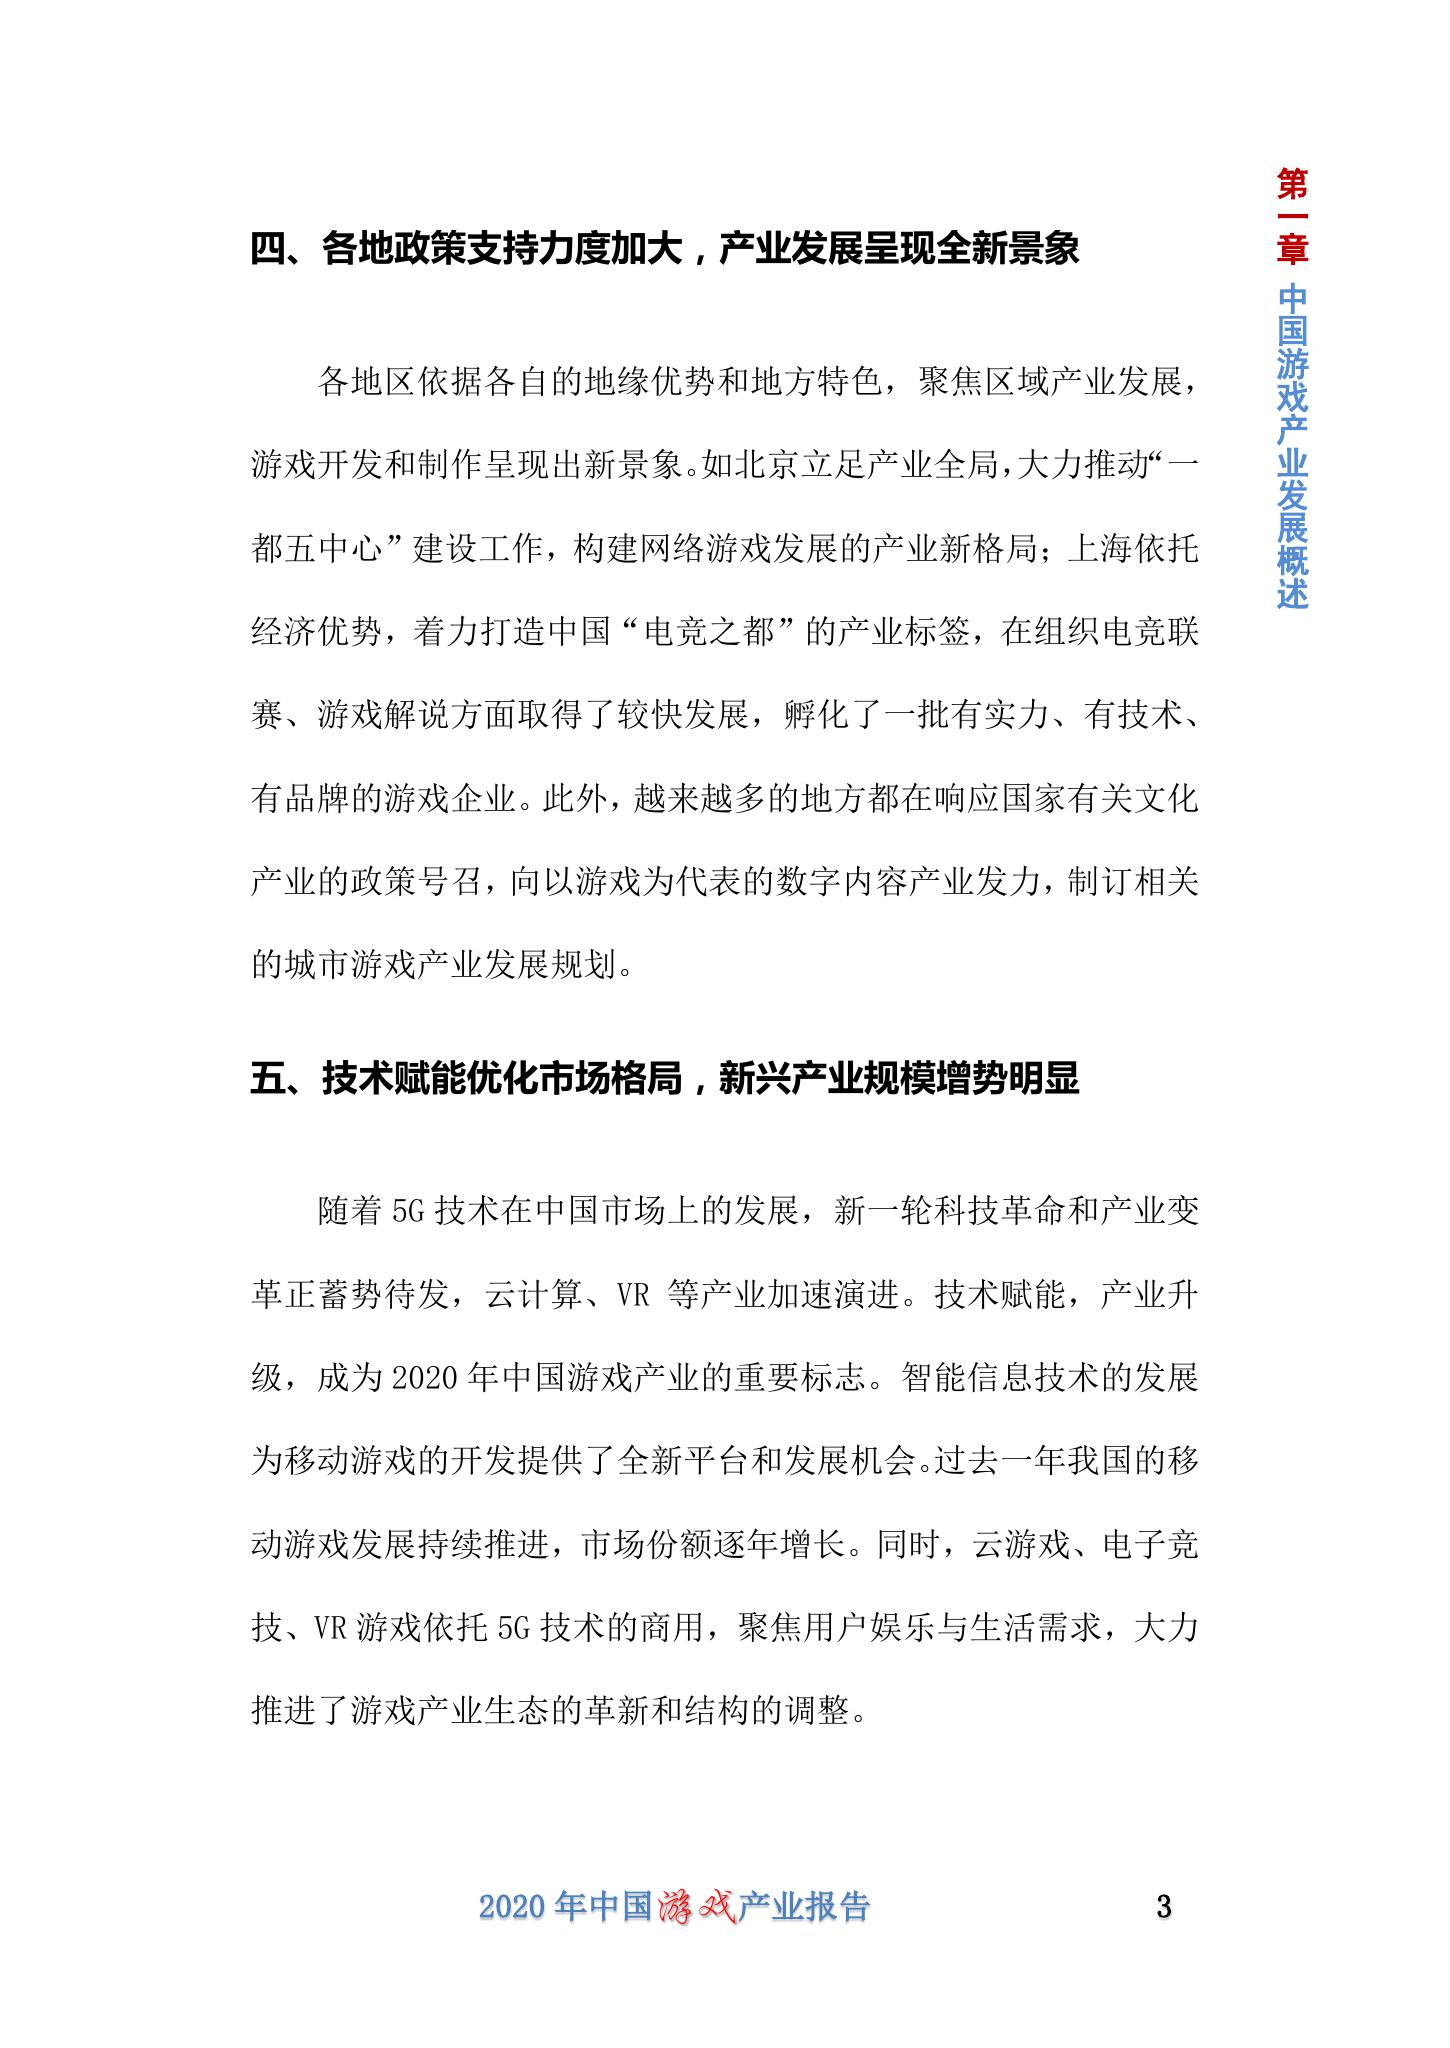 第一章 中国游戏产业发展概述
四、各地政策支持力度加大，产业发展呈现全新景象
各地区依据各自的地缘优势和地方特色，聚焦区域产业发展，
游戏开发和制作呈现出新景象。如北京立足产业全局，大力推动“一
都五中心”建设工作，构建网络游戏发展的产业新格局；上海依托
经济优势，着力打造中国“电竞之都”的产业标签，在组织电竞联
赛、游戏解说方面取得了较快发展，孵化了一批有实力、有技术、
有品牌的游戏企业。此外，越来越多的地方都在响应国家有关文化
产业的政策号召，向以游戏为代表的数字内容产业发力，制订相关
的城市游戏产业发展规划。
五、技术赋能优化市场格局，新兴产业规模增势明显
随着 5G 技术在中国市场上的发展，新一轮科技革命和产业变
革正蓄势待发，云计算、VR 等产业加速演进。技术赋能，产业升
级，成为 2020 年中国游戏产业的重要标志。智能信息技术的发展
为移动游戏的开发提供了全新平台和发展机会。过去一年我国的移
动游戏发展持续推进，市场份额逐年增长。同时，云游戏、电子竞
技、VR 游戏依托 5G 技术的商用，聚焦用户娱乐与生活需求，大力
推进了游戏产业生态的革新和结构的调整。
2020 年中国游戏产业报告 3